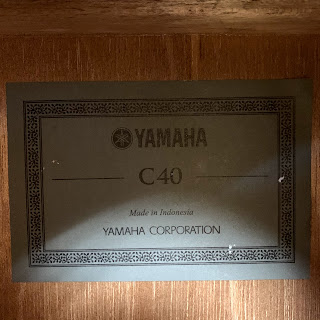 YAMAHA
C40
Made in Indonesia
YAMAHA CORPORATION